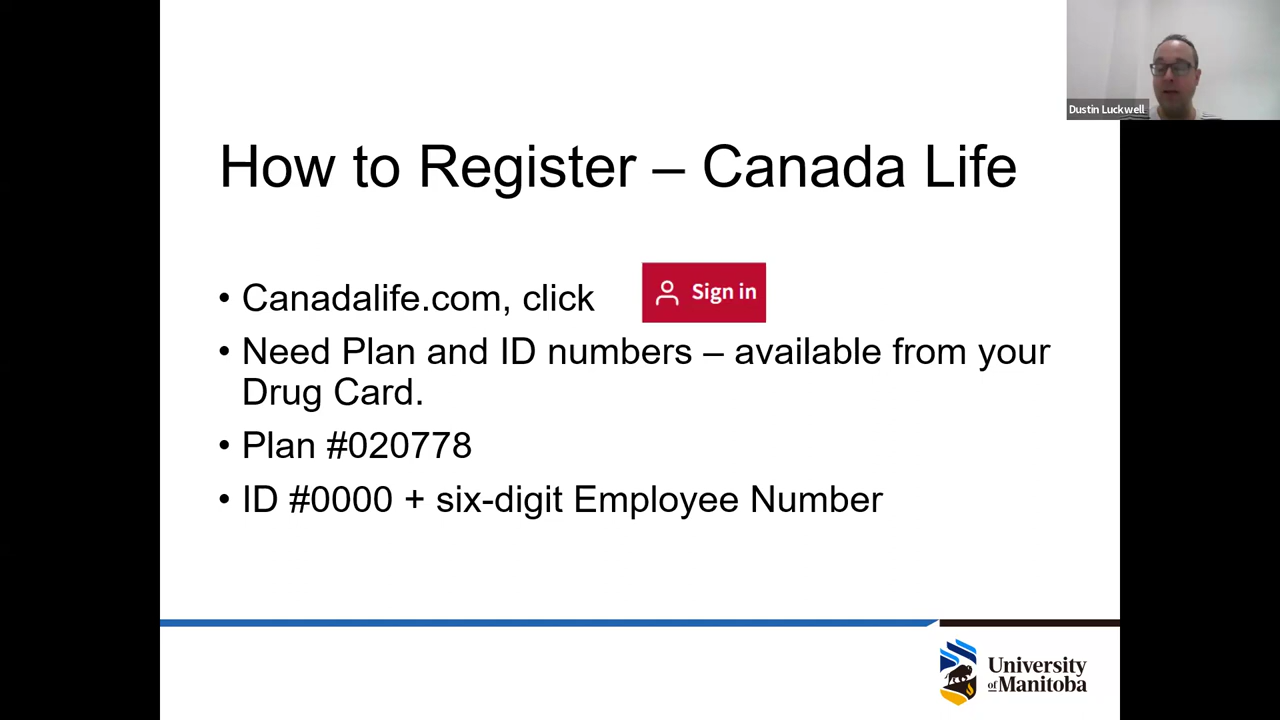 Dustin Luckwell
How to Register – Canada Life
• Canadalife.com, click
Sign in
• Need Plan and ID numbers – available from your
Drug Card.
• Plan #020778
• ID #0000 + six-digit Employee Number
University
of Manitoba